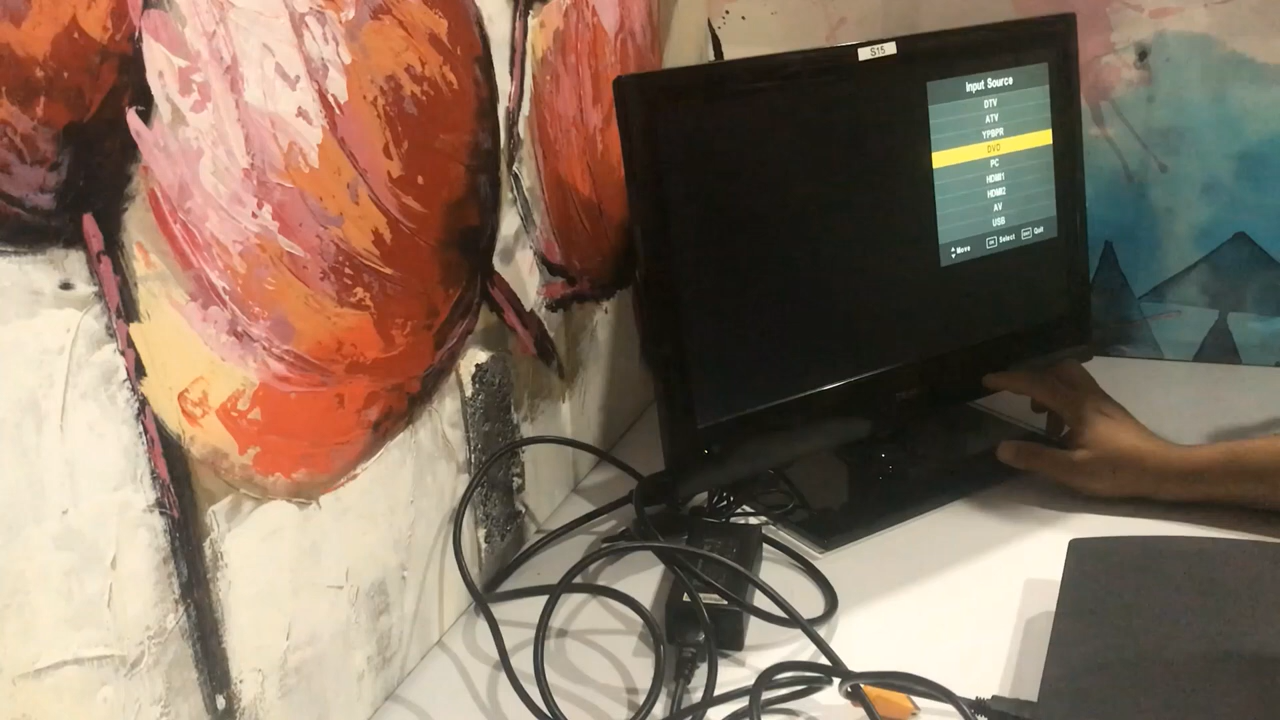 S15
Input Source
DTV
ATV
YPBPR
DVD
PC
HDMI1
HDMI2
AV
USB
Move
Select
Quit